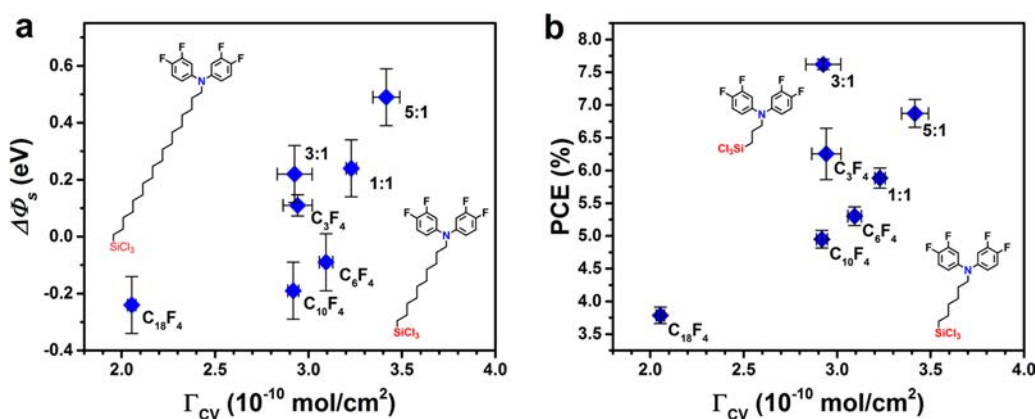 a
ΔΦₛ (eV)
0.6
0.4
0.2
0.0
-0.2
-0.4
2.0 2.5 3.0 3.5 4.0
Γ_CV (10⁻¹⁰ mol/cm²)
F F F F
N
SiCl₃
5:1
3:1
1:1
C₃F₄
C₆F₄
C₁₀F₄
C₁₈F₄
F F F F
N
SiCl₃
b
PCE (%)
8.0
7.5
7.0
6.5
6.0
5.5
5.0
4.5
4.0
3.5
2.0 2.5 3.0 3.5 4.0
Γ_CV (10⁻¹⁰ mol/cm²)
3:1
F F F F
N
Cl₃Si
5:1
C₃F₄
1:1
C₆F₄
C₁₀F₄
C₁₈F₄
F F F F
N
SiCl₃